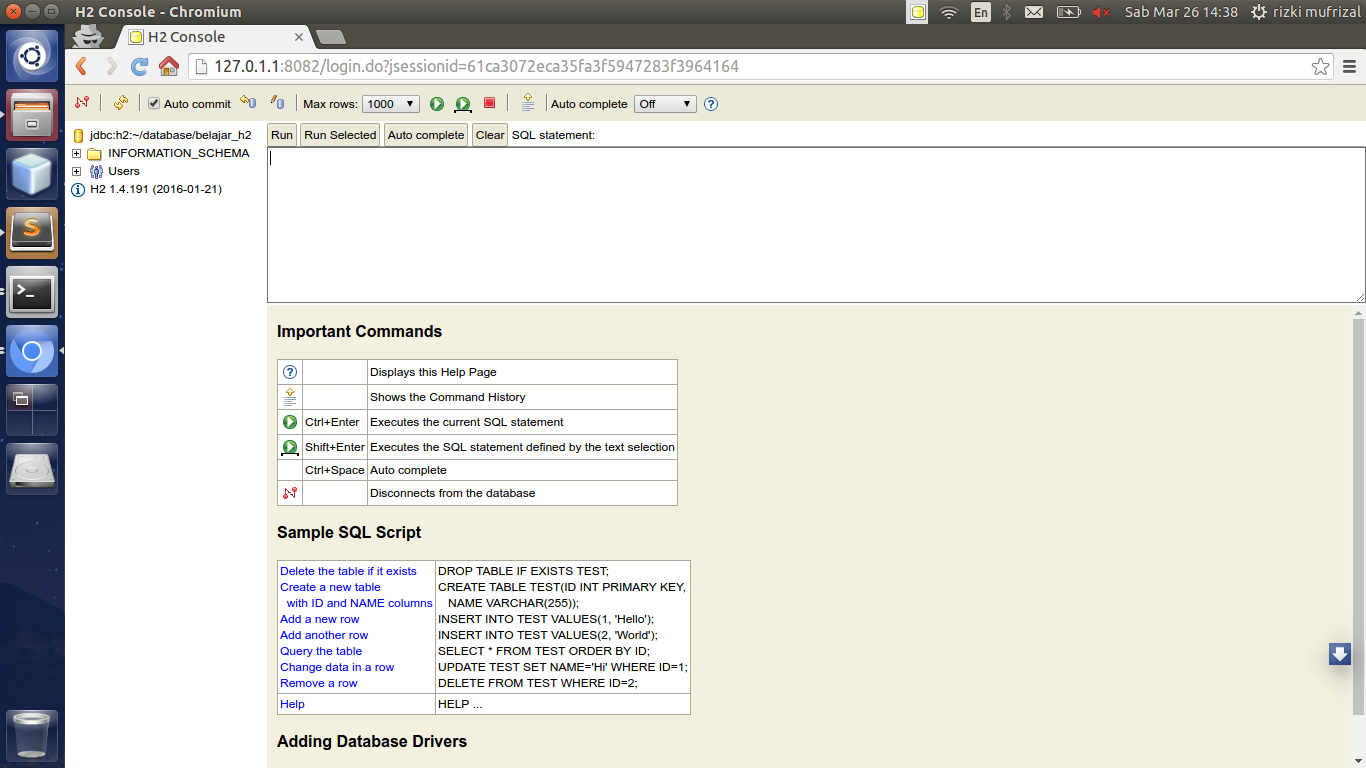 H2 Console - Chromium
En
Sab Mar 26 14:38
rizki mufrizal
H2 Console
127.0.1.1:8082/login.do?jsessionid=61ca3072eca35fa3f5947283f3964164
Auto commit
Max rows:
1000
Auto complete
Off
jdbc:h2:~/database/belajar_h2
INFORMATION_SCHEMA
Users
H2 1.4.191 (2016-01-21)
Run
Run Selected
Auto complete
Clear
SQL statement:
Important Commands
Displays this Help Page
Shows the Command History
Ctrl+Enter Executes the current SQL statement
Shift+Enter Executes the SQL statement defined by the text selection
Ctrl+Space Auto complete
Disconnects from the database
Sample SQL Script
Delete the table if it exists DROP TABLE IF EXISTS TEST;
Create a new table CREATE TABLE TEST(ID INT PRIMARY KEY,
with ID and NAME columns NAME VARCHAR(255));
Add a new row INSERT INTO TEST VALUES(1, 'Hello');
Add another row INSERT INTO TEST VALUES(2, 'World');
Query the table SELECT * FROM TEST ORDER BY ID;
Change data in a row UPDATE TEST SET NAME='Hi' WHERE ID=1;
Remove a row DELETE FROM TEST WHERE ID=2;
Help HELP ...
Adding Database Drivers